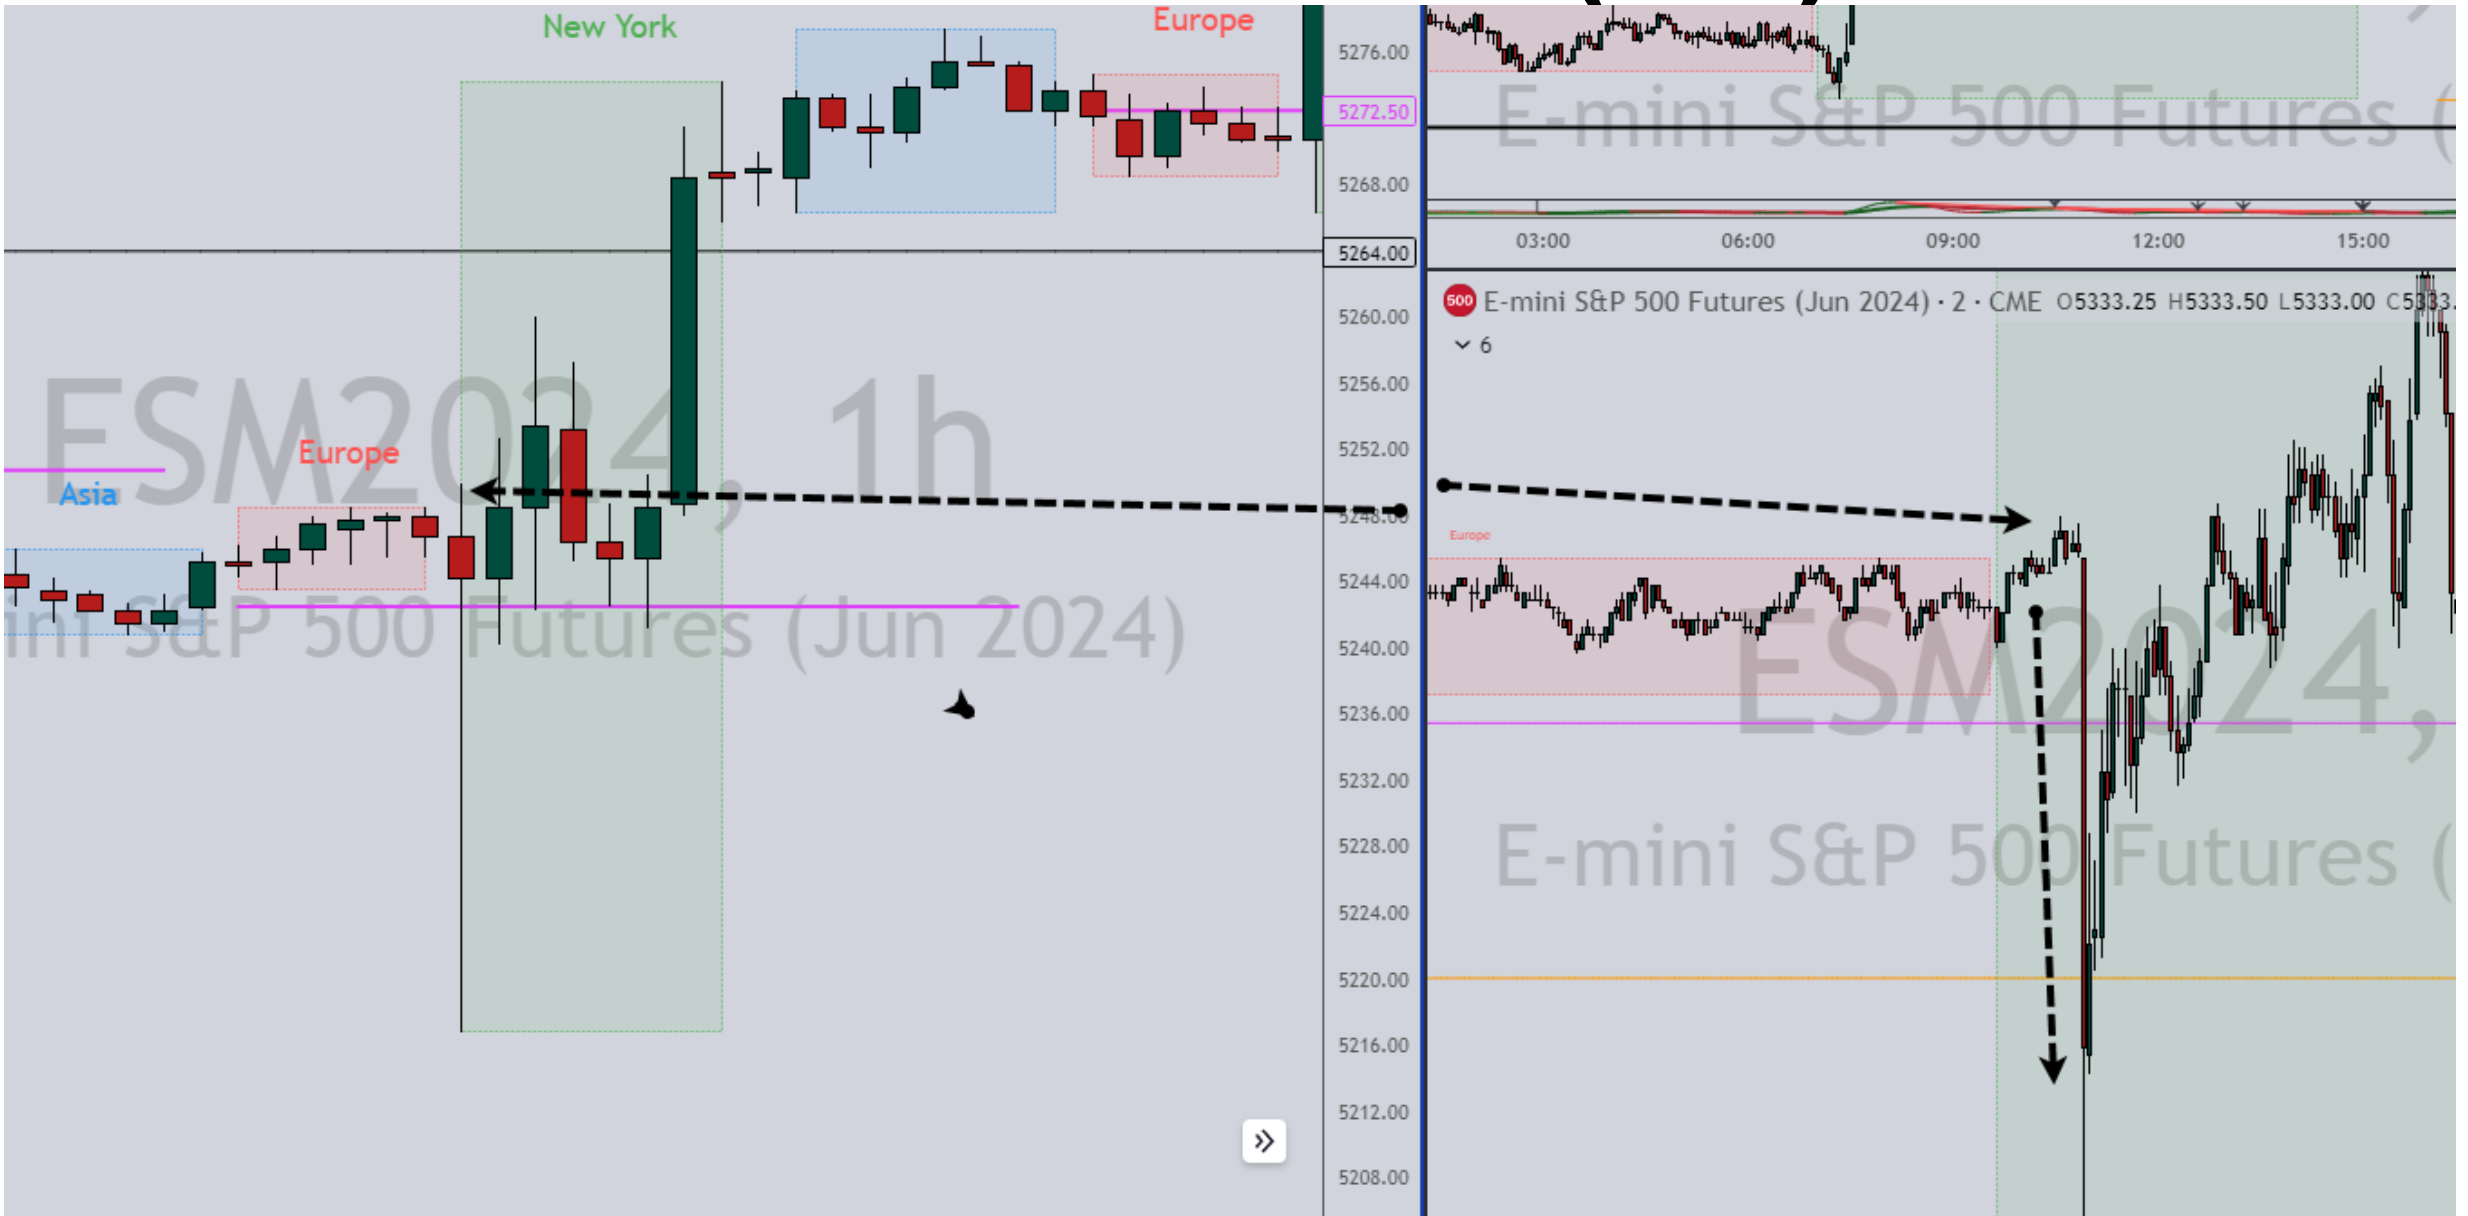 New York
Europe
Europe
Asia
ESM2024, 1h
ini S&P 500 Futures (Jun 2024)
5276.00
5272.50
5268.00
5264.00
5260.00
5256.00
5252.00
5248.00
5244.00
5240.00
5236.00
5232.00
5228.00
5224.00
5220.00
5216.00
5212.00
5208.00
E-mini S&P 500 Futures (
03:00 06:00 09:00 12:00 15:00
500 E-mini S&P 500 Futures (Jun 2024) · 2 · CME O5333.25 H5333.50 L5333.00 C5333.
6
Europe
ESM2024,
E-mini S&P 500 Futures (